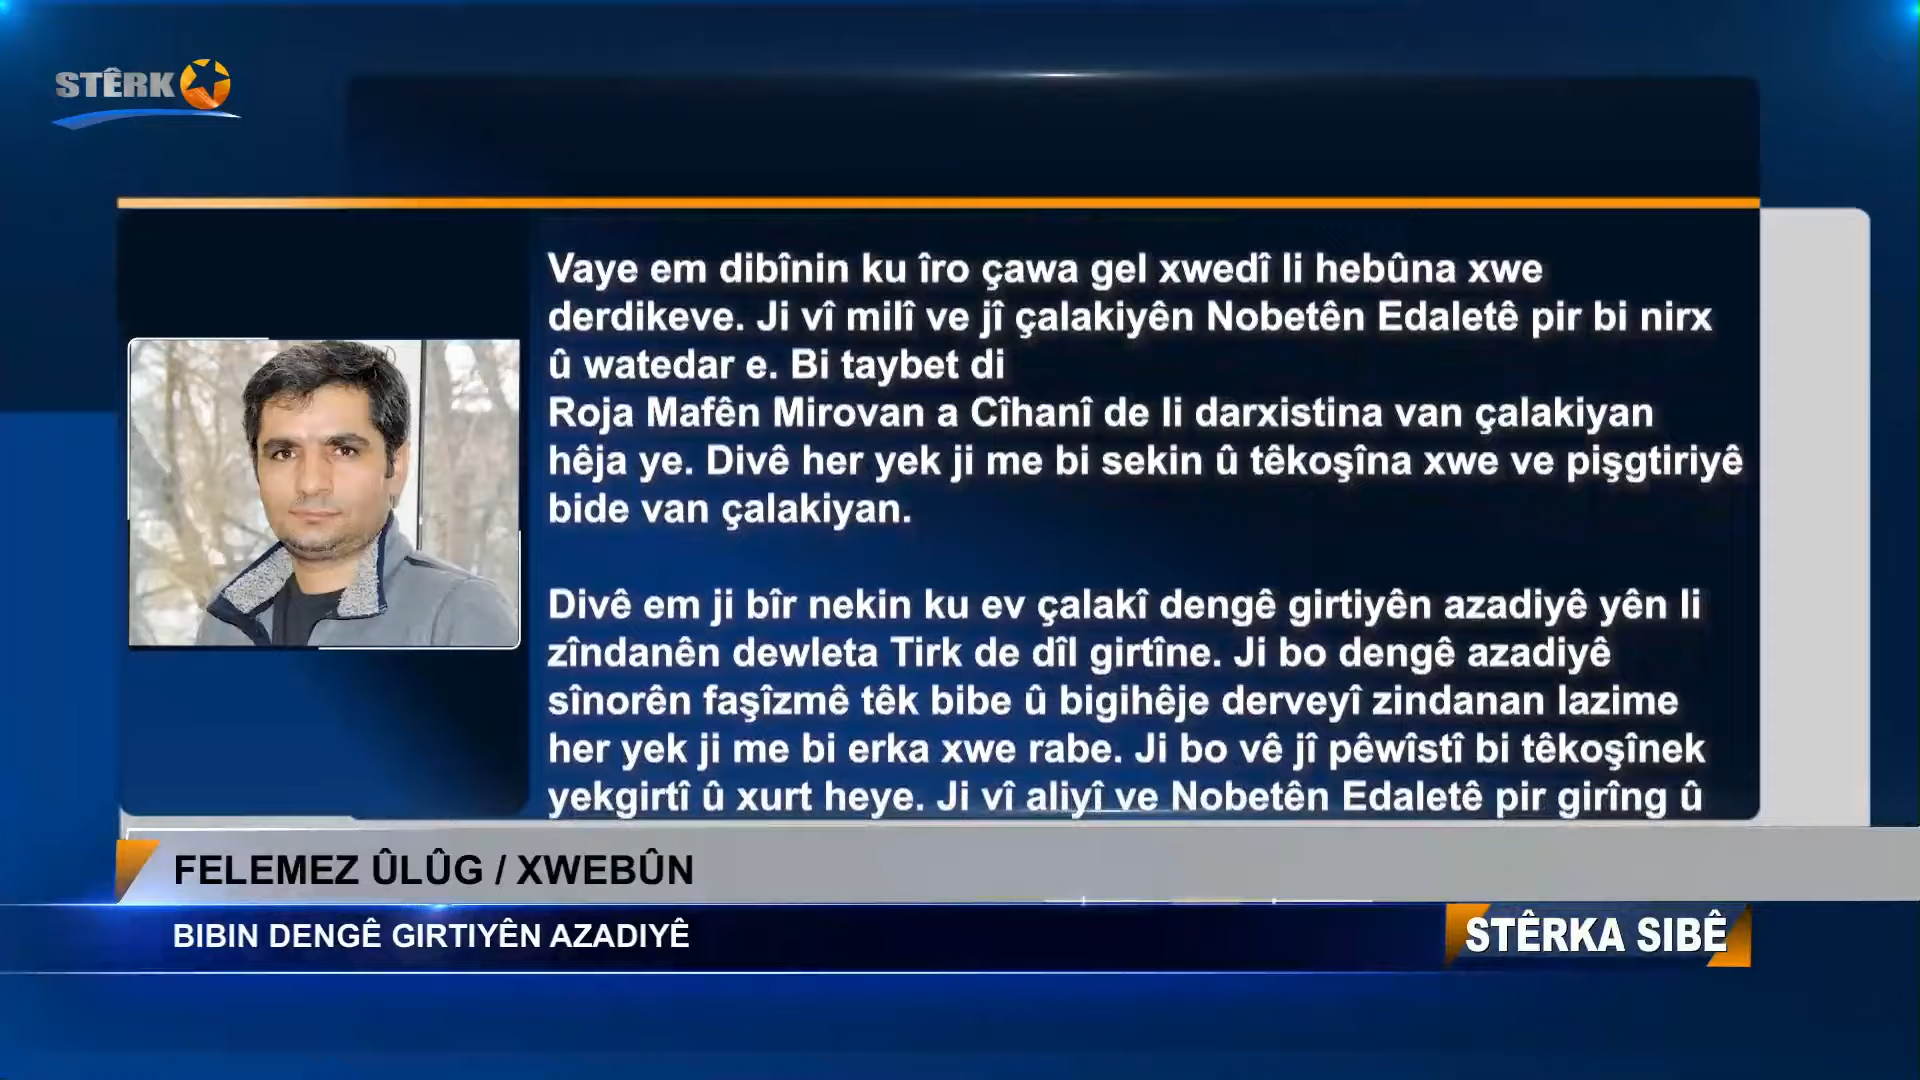 STÊRK
Vaye em dibînin ku îro çawa gel xwedî li hebûna xwe
derdikeve. Ji vî milî ve jî çalakiyên Nobetên Edaletê pir bi nirx
û watedar e. Bi taybet di
Roja Mafên Mirovan a Cîhanî de li darxistina van çalakiyan
hêja ye. Divê her yek ji me bi sekin û têkoşîna xwe ve pişgtiriyê
bide van çalakiyan.
Divê em ji bîr nekin ku ev çalakî dengê girtiyên azadiyê yên li
zîndanên dewleta Tirk de dîl girtîne. Ji bo dengê azadiyê
sînorên faşîzmê têk bibe û bigihêje derveyî zindanan lazime
her yek ji me bi erka xwe rabe. Ji bo vê jî pêwîstî bi têkoşînek
yekgirtî û xurt heye. Ji vî aliyî ve Nobetên Edaletê pir girîng û
FELEMEZ ÛLÛG / XWEBÛN
BIBIN DENGÊ GIRTIYÊN AZADIYÊ
STÊRKA SIBÊ